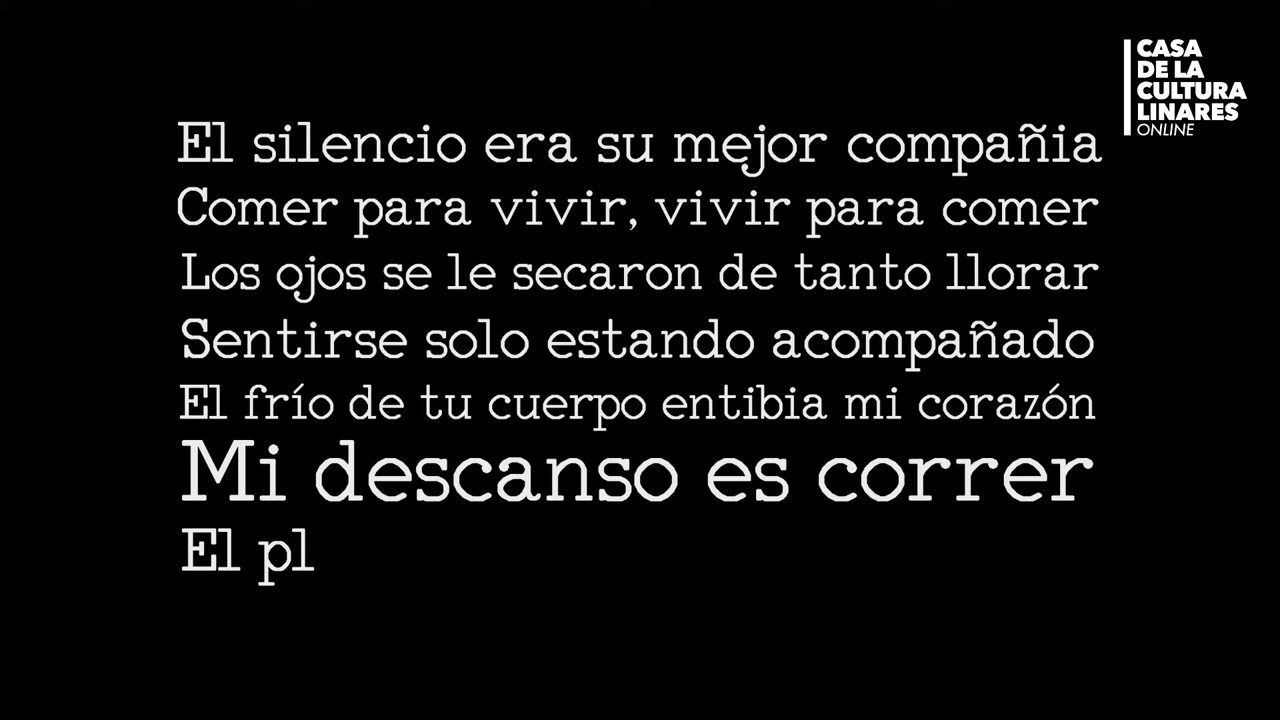 CASA
DE LA
CULTURA
LINARES
ONLINE
El silencio era su mejor compañia
Comer para vivir, vivir para comer
Los ojos se le secaron de tanto llorar
Sentirse solo estando acompañado
El frío de tu cuerpo entibia mi corazón
Mi descanso es correr
El pl